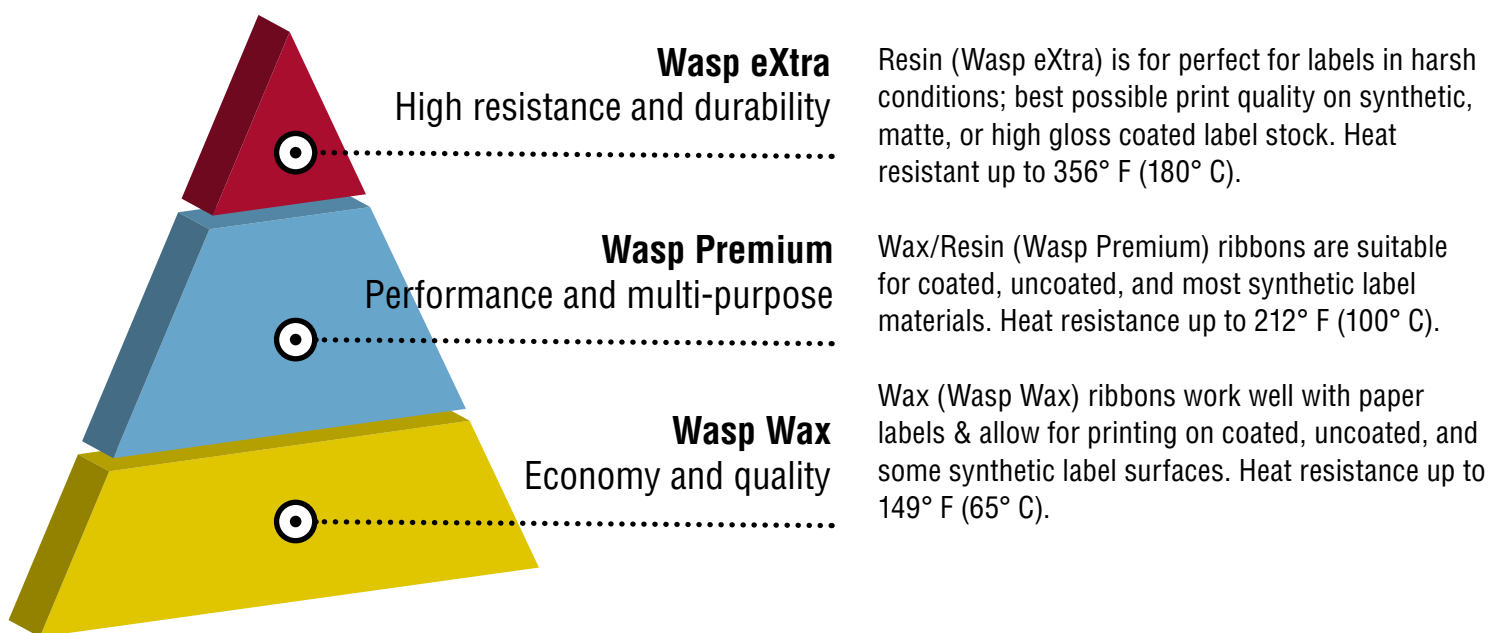 Wasp eXtra
High resistance and durability
Resin (Wasp eXtra) is for perfect for labels in harsh
conditions; best possible print quality on synthetic,
matte, or high gloss coated label stock. Heat
resistant up to 356° F (180° C).
Wasp Premium
Performance and multi-purpose
Wax/Resin (Wasp Premium) ribbons are suitable
for coated, uncoated, and most synthetic label
materials. Heat resistance up to 212° F (100° C).
Wasp Wax
Economy and quality
Wax (Wasp Wax) ribbons work well with paper
labels & allow for printing on coated, uncoated, and
some synthetic label surfaces. Heat resistance up to
149° F (65° C).